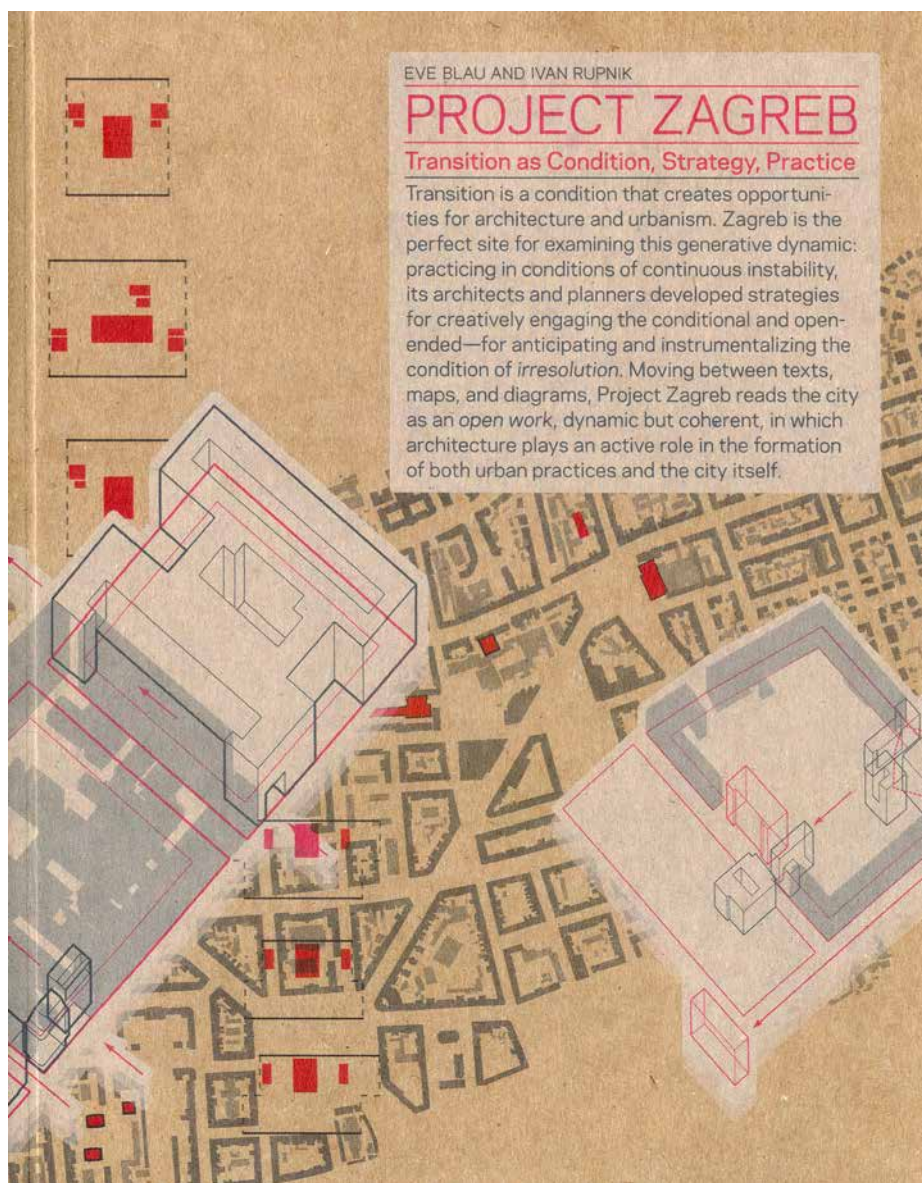 EVE BLAU AND IVAN RUPNIK
PROJECT ZAGREB
Transition as Condition, Strategy, Practice
Transition is a condition that creates opportuni-
ties for architecture and urbanism. Zagreb is the
perfect site for examining this generative dynamic:
practicing in conditions of continuous instability,
its architects and planners developed strategies
for creatively engaging the conditional and open-
ended—for anticipating and instrumentalizing the
condition of irresolution. Moving between texts,
maps, and diagrams, Project Zagreb reads the city
as an open work, dynamic but coherent, in which
architecture plays an active role in the formation
of both urban practices and the city itself.